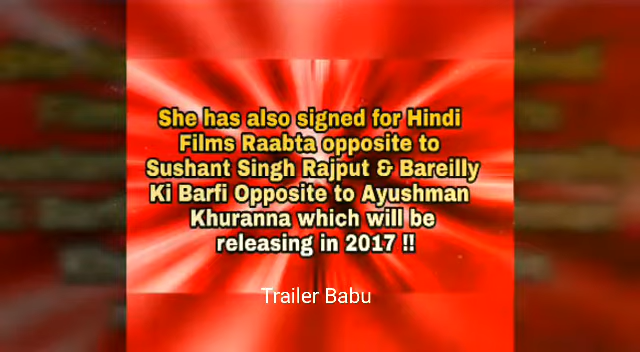 She has also signed for Hindi
Films Raabta opposite to
Sushant Singh Rajput & Bareilly
Ki Barfi Opposite to Ayushman
Khuranna which will be
releasing in 2017 !!
Trailer Babu